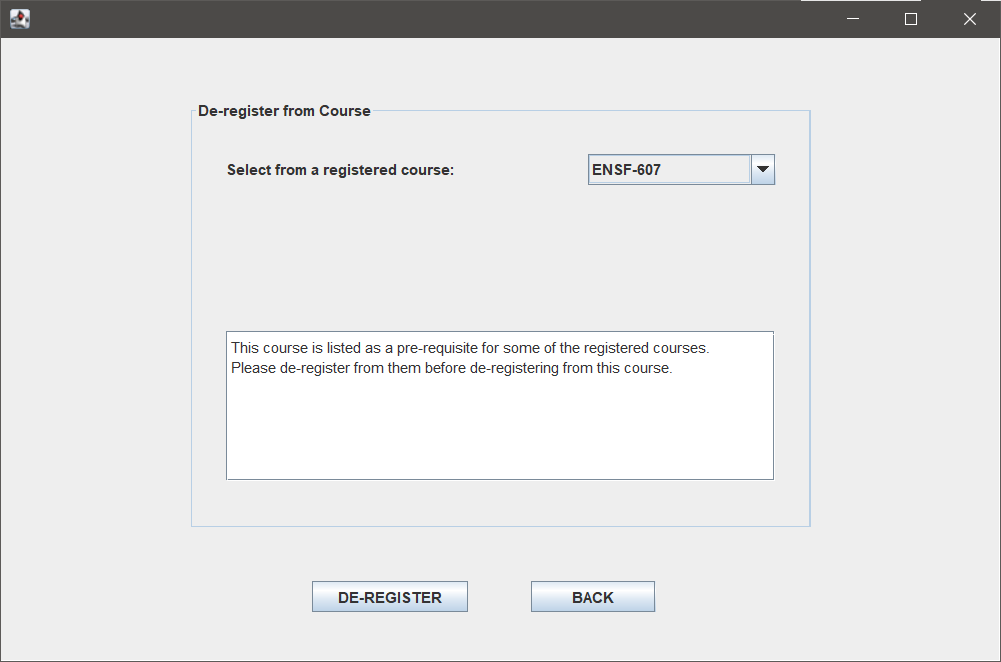 De-register from Course
Select from a registered course:
ENSF-607
This course is listed as a pre-requisite for some of the registered courses.
Please de-register from them before de-registering from this course.
DE-REGISTER
BACK